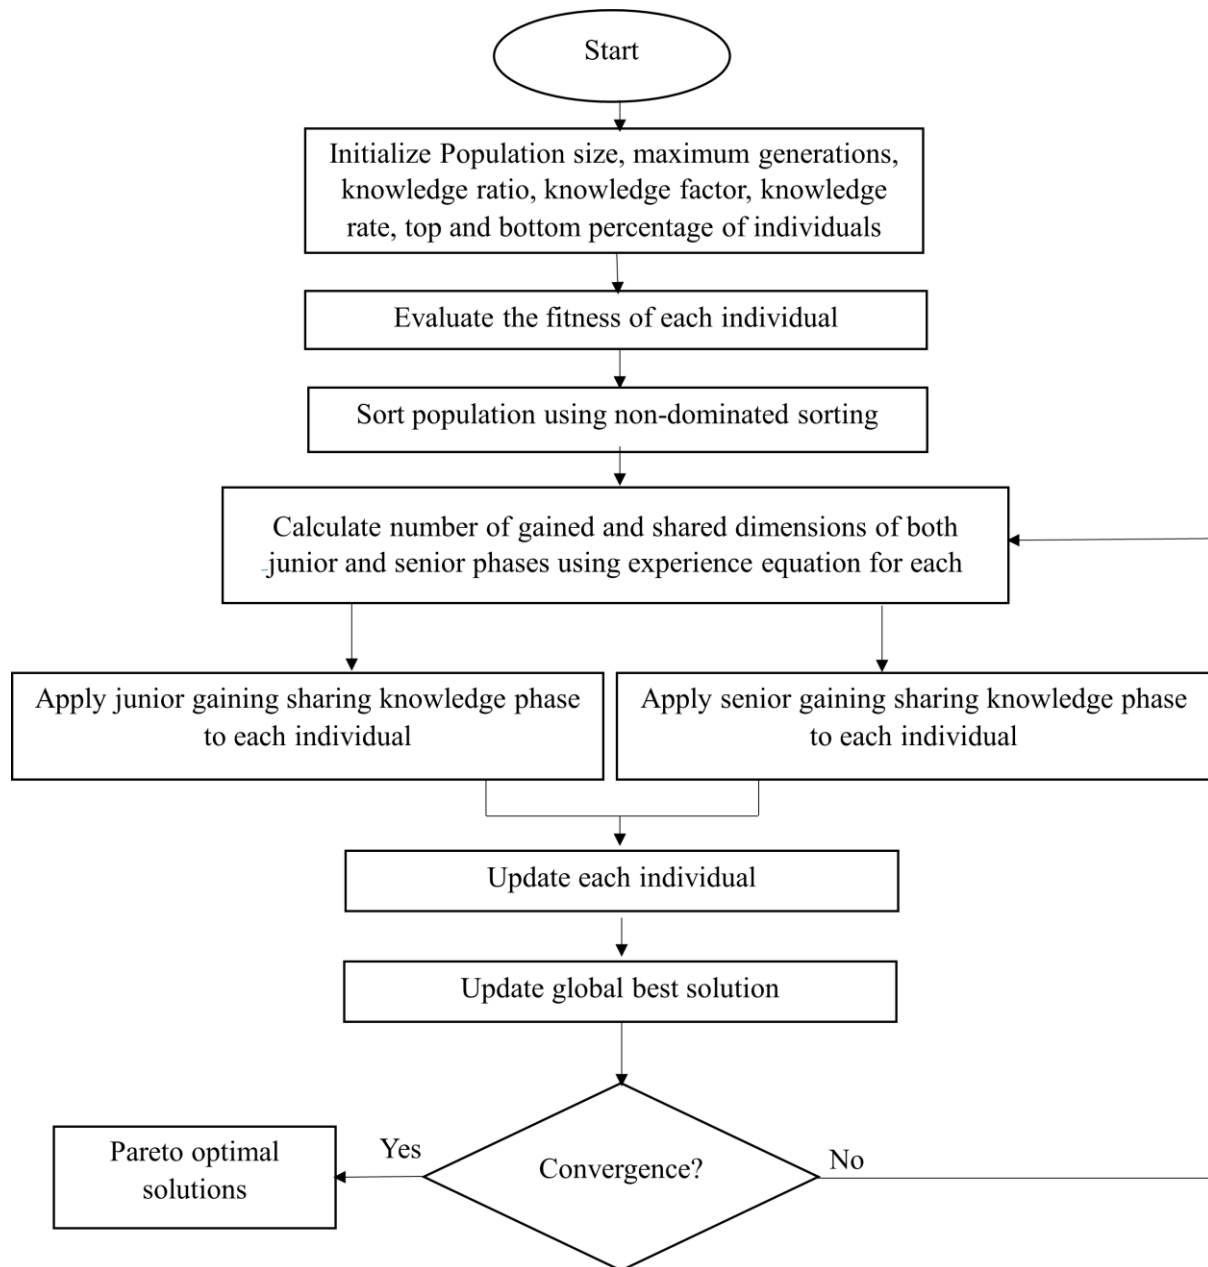 Start
Initialize Population size, maximum generations,
knowledge ratio, knowledge factor, knowledge
rate, top and bottom percentage of individuals
Evaluate the fitness of each individual
Sort population using non-dominated sorting
Calculate number of gained and shared dimensions of both
junior and senior phases using experience equation for each
Apply junior gaining sharing knowledge phase
to each individual
Apply senior gaining sharing knowledge phase
to each individual
Update each individual
Update global best solution
Convergence?
Yes
No
Pareto optimal
solutions